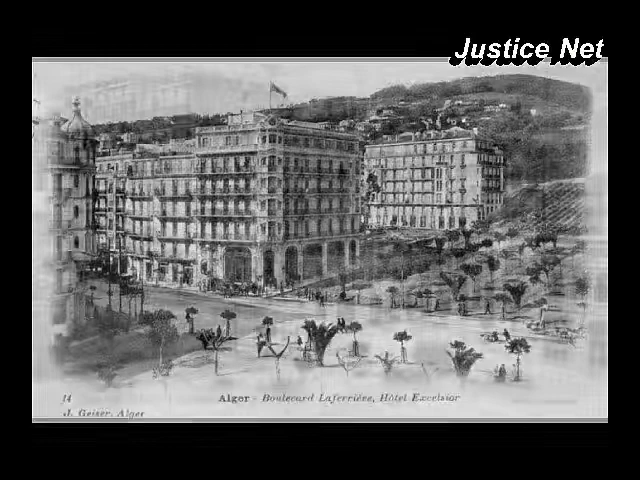 Justice Net
14 Alger - Boulevard Laferrière, Hôtel Excelsior
J. Geiser, Alger